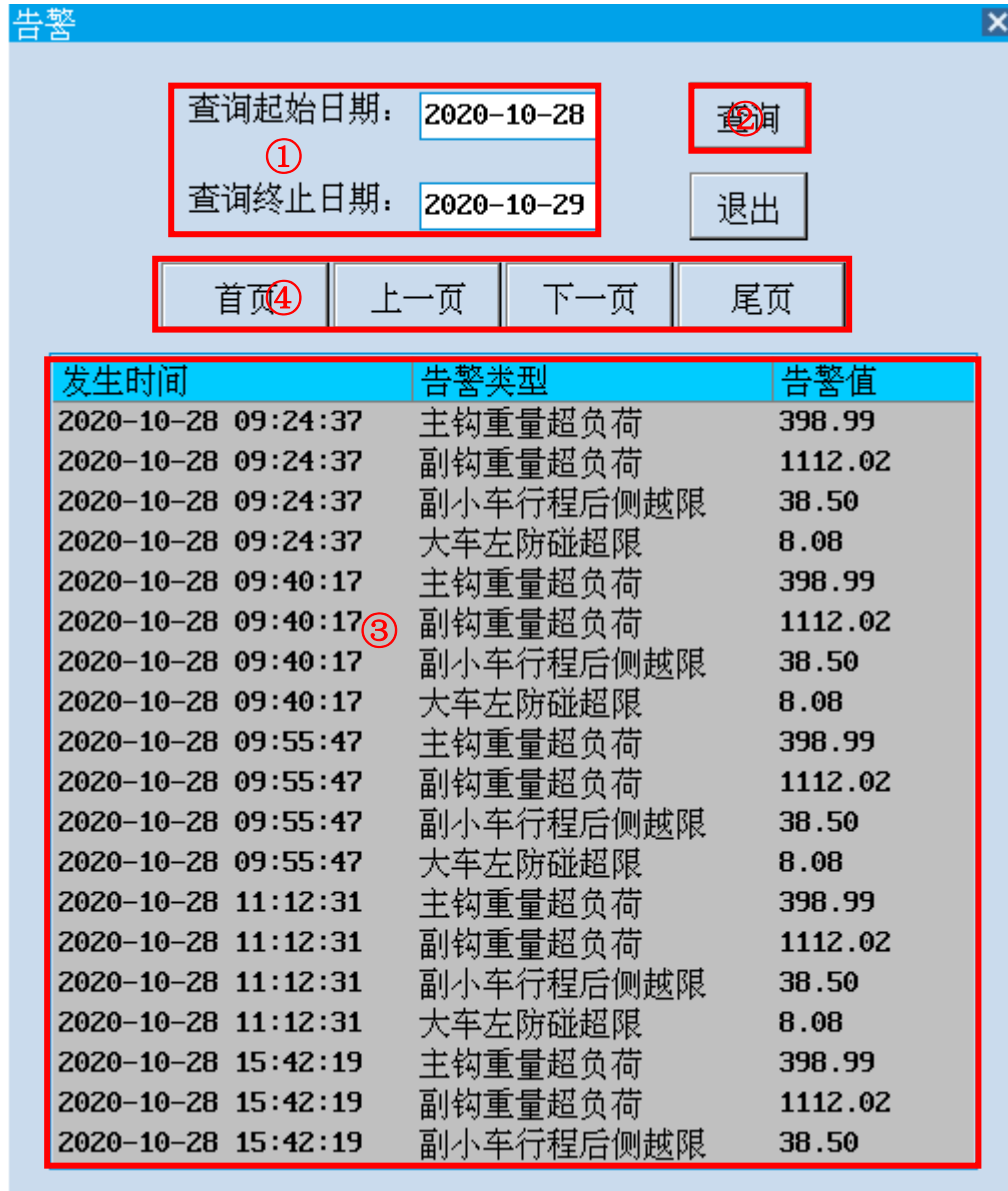 告警
查询起始日期： 2020-10-28 查询
②
①
查询终止日期： 2020-10-29 退出
首页 上一页 下一页 尾页
④
发生时间 告警类型 告警值
2020-10-28 09:24:37 主钩重量超负荷 398.99
2020-10-28 09:24:37 副钩重量超负荷 1112.02
2020-10-28 09:24:37 副小车行程后侧越限 38.50
2020-10-28 09:24:37 大车左防碰超限 8.08
2020-10-28 09:40:17 主钩重量超负荷 398.99
2020-10-28 09:40:17 副钩重量超负荷 1112.02
③
2020-10-28 09:40:17 副小车行程后侧越限 38.50
2020-10-28 09:40:17 大车左防碰超限 8.08
2020-10-28 09:55:47 主钩重量超负荷 398.99
2020-10-28 09:55:47 副钩重量超负荷 1112.02
2020-10-28 09:55:47 副小车行程后侧越限 38.50
2020-10-28 09:55:47 大车左防碰超限 8.08
2020-10-28 11:12:31 主钩重量超负荷 398.99
2020-10-28 11:12:31 副钩重量超负荷 1112.02
2020-10-28 11:12:31 副小车行程后侧越限 38.50
2020-10-28 11:12:31 大车左防碰超限 8.08
2020-10-28 15:42:19 主钩重量超负荷 398.99
2020-10-28 15:42:19 副钩重量超负荷 1112.02
2020-10-28 15:42:19 副小车行程后侧越限 38.50